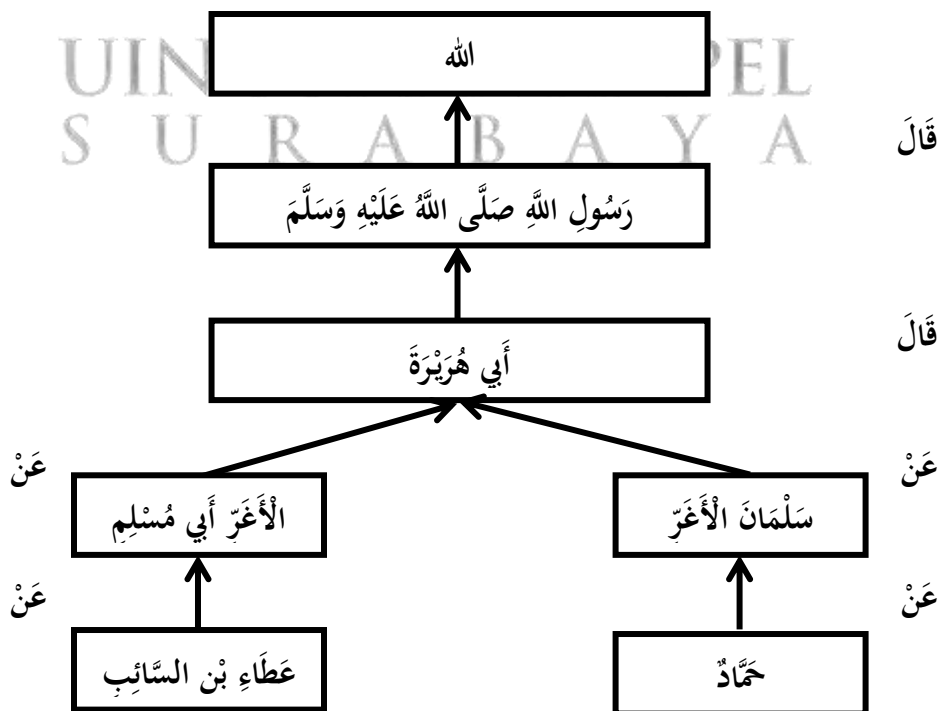 الله
UIN PEL
S U R A B A Y A
قَالَ
رَسُولِ اللَّهِ صَلَّى اللَّهُ عَلَيْهِ وَسَلَّمَ
قَالَ
أَبِي هُرَيْرَةَ
عَنْ
عَنْ
سَلْمَانَ الْأَغَرِّ
الْأَغَرِّ أَبِي مُسْلِمٍ
عَنْ
عَنْ
حَمَّادٌ
عَطَاءِ بْنِ السَّائِبِ